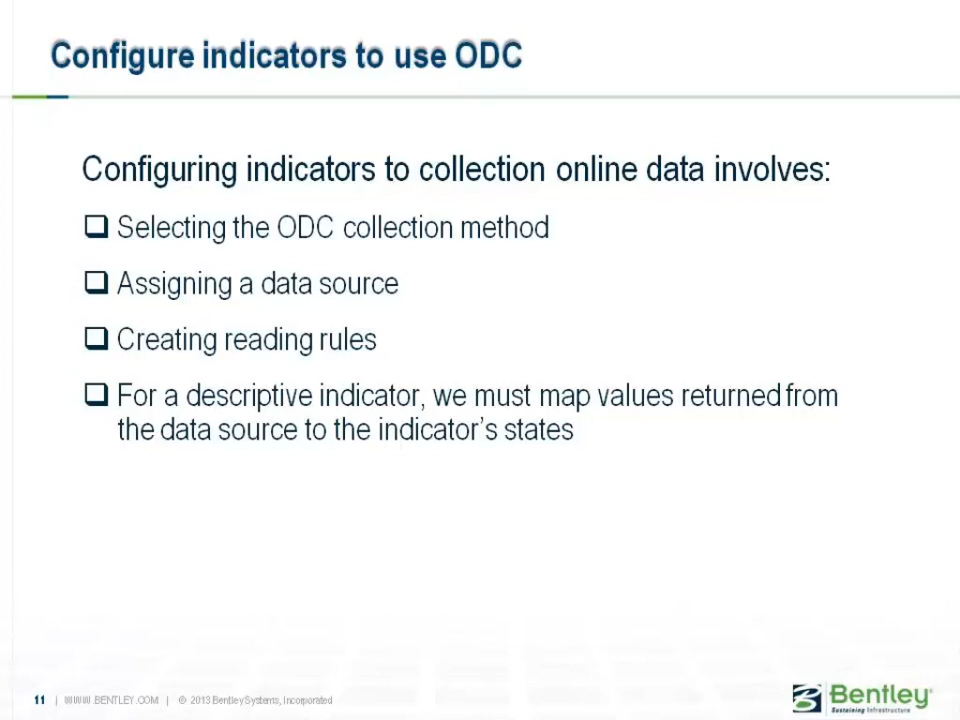 Configure indicators to use ODC
Configuring indicators to collection online data involves:
❑ Selecting the ODC collection method
❑ Assigning a data source
❑ Creating reading rules
❑ For a descriptive indicator, we must map values returned from
the data source to the indicator's states
11 | WWW.BENTLEY.COM | © 2013 Bentley Systems, Incorporated
Bentley®
Sustaining Infrastructure